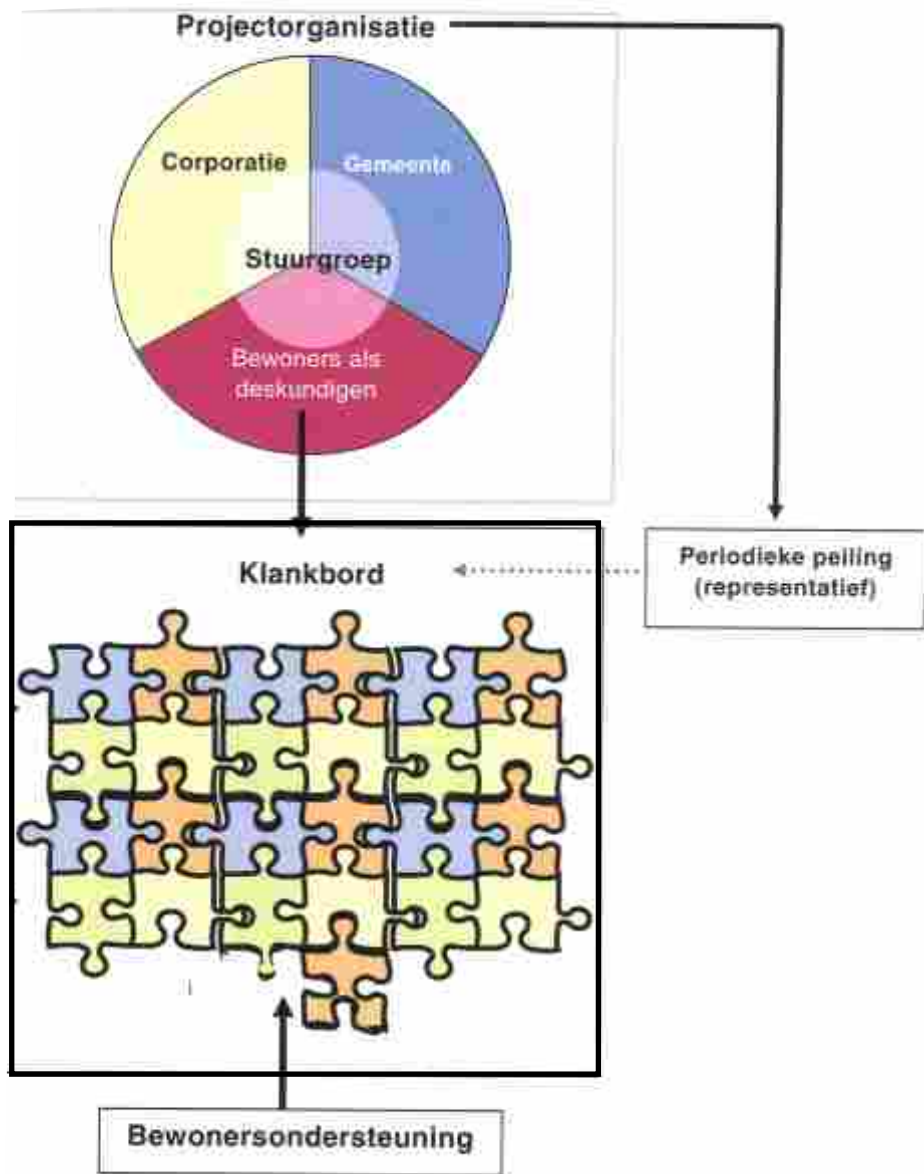 Projectorganisatie
Corporatie
Gemeente
Stuurgroep
Bewoners als
deskundigen
Klankbord
Periodieke peiling
(representatief)
Bewonersondersteuning